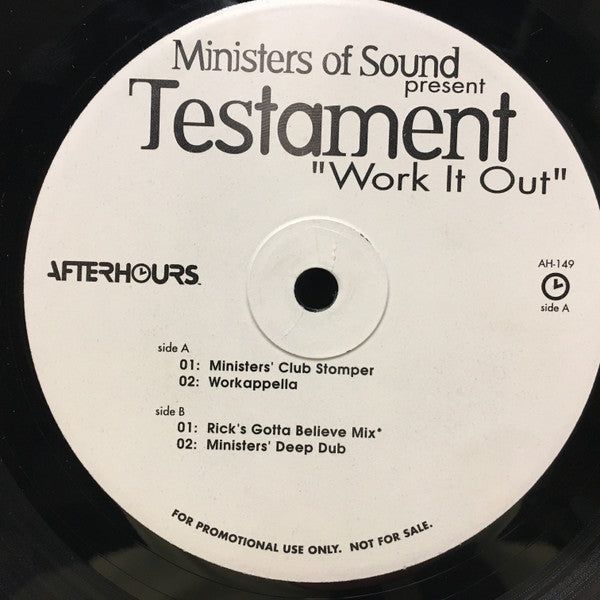 Ministers of Sound
present
Testament
"Work It Out"
AFTERHOURS™
AH-149
side A
side A
01: Ministers' Club Stomper
02: Workappella
side B
01: Rick's Gotta Believe Mix*
02: Ministers' Deep Dub
FOR PROMOTIONAL USE ONLY. NOT FOR SALE.